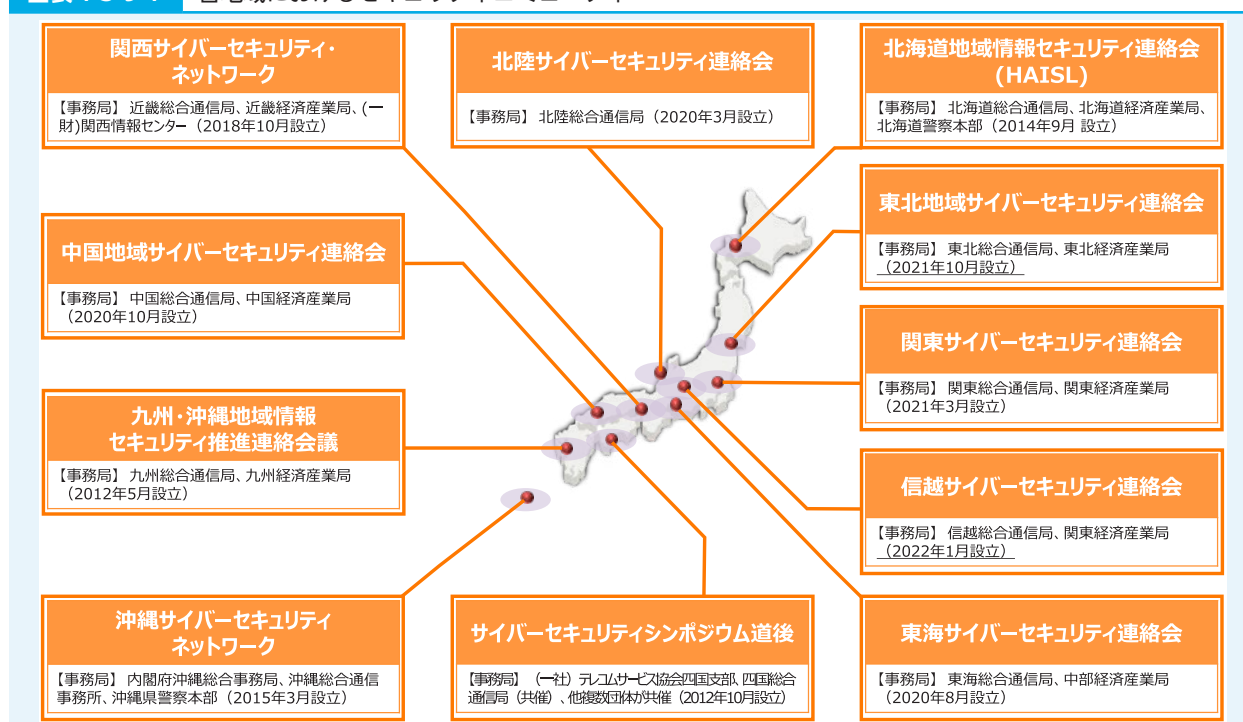 各地域におけるセキュリティコミュニティ
関西サイバーセキュリティ・
ネットワーク
【事務局】 近畿総合通信局、近畿経済産業局、(一
財)関西情報センター（2018年10月設立）
北陸サイバーセキュリティ連絡会
【事務局】 北陸総合通信局（2020年3月設立）
北海道地域情報セキュリティ連絡会
(HAISL)
【事務局】 北海道総合通信局、北海道経済産業局、
北海道警察本部（2014年9月 設立）
中国地域サイバーセキュリティ連絡会
【事務局】 中国総合通信局、中国経済産業局
（2020年10月設立）
東北地域サイバーセキュリティ連絡会
【事務局】 東北総合通信局、東北経済産業局
（2021年10月設立）
関東サイバーセキュリティ連絡会
【事務局】 関東総合通信局、関東経済産業局
（2021年3月設立）
九州・沖縄地域情報
セキュリティ推進連絡会議
【事務局】 九州総合通信局、九州経済産業局
（2012年5月設立）
信越サイバーセキュリティ連絡会
【事務局】 信越総合通信局、関東経済産業局
（2022年1月設立）
沖縄サイバーセキュリティ
ネットワーク
【事務局】 内閣府沖縄総合事務局、沖縄総合通信
事務所、沖縄県警察本部（2015年3月設立）
サイバーセキュリティシンポジウム道後
【事務局】 （一社）テレコムサービス協会四国支部、四国総合
通信局（共催）、他複数団体が共催（2012年10月設立）
東海サイバーセキュリティ連絡会
【事務局】 東海総合通信局、中部経済産業局
（2020年8月設立）